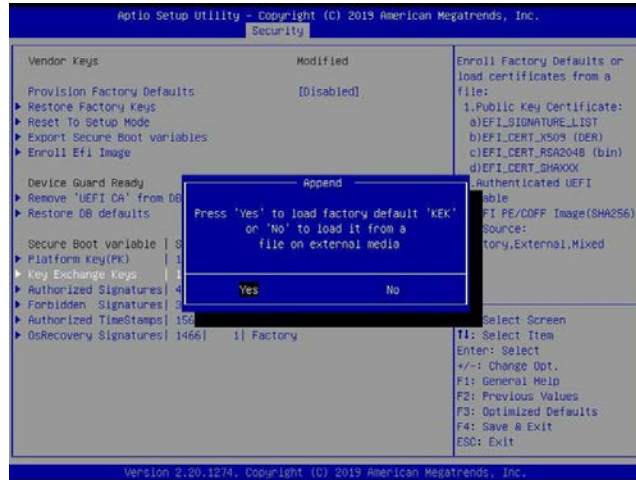 Aptio Setup Utility – Copyright (C) 2019 American Megatrends, Inc.
Security
Vendor Keys Modified
Provision Factory Defaults [Disabled]
Restore Factory Keys
Reset To Setup Mode
Export Secure Boot variables
Enroll Efi Image
Device Guard Ready
Remove 'UEFI CA' from DB
Restore DB defaults
Secure Boot variable | S
Platform Key(PK) | 1
Key Exchange Keys | 1
Authorized Signatures| 4
Forbidden Signatures| 3
Authorized TimeStamps| 156
OsRecovery Signatures| 1466| 1| Factory
Append
Press 'Yes' to load factory default 'KEK'
or 'No' to load it from a
file on external media
Yes No
Enroll Factory Defaults or
load certificates from a
file:
1.Public Key Certificate:
a)EFI_SIGNATURE_LIST
b)EFI_CERT_X509 (DER)
c)EFI_CERT_RSA2048 (bin)
d)EFI_CERT_SHAXXX
.Authenticated UEFI
able
FI PE/COFF Image(SHA256)
Source:
tory,External,Mixed
Select Screen
↑↓: Select Item
Enter: Select
+/-: Change Opt.
F1: General Help
F2: Previous Values
F3: Optimized Defaults
F4: Save & Exit
ESC: Exit
Version 2.20.1274. Copyright (C) 2019 American Megatrends, Inc.